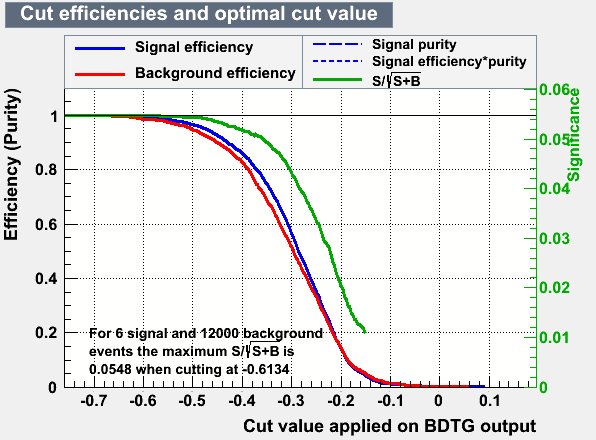 Cut efficiencies and optimal cut value
Signal efficiency
Background efficiency
Signal purity
Signal efficiency*purity
S/√S+B
Efficiency (Purity)
1
0.8
0.6
0.4
0.2
0
0.06
0.05
0.04
0.03
0.02
0.01
0
Significance
For 6 signal and 12000 background
events the maximum S/√S+B is
0.0548 when cutting at -0.6134
-0.7 -0.6 -0.5 -0.4 -0.3 -0.2 -0.1 0 0.1
Cut value applied on BDTG output